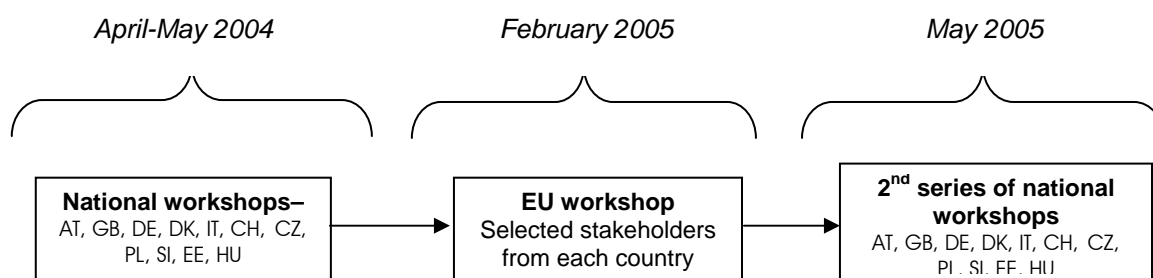 April-May 2004
February 2005
May 2005
National workshops–
AT, GB, DE, DK, IT, CH, CZ,
PL, SI, EE, HU
EU workshop
Selected stakeholders
from each country
2nd series of national
workshops
AT, GB, DE, DK, IT, CH, CZ,
PL, SI, EE, HU